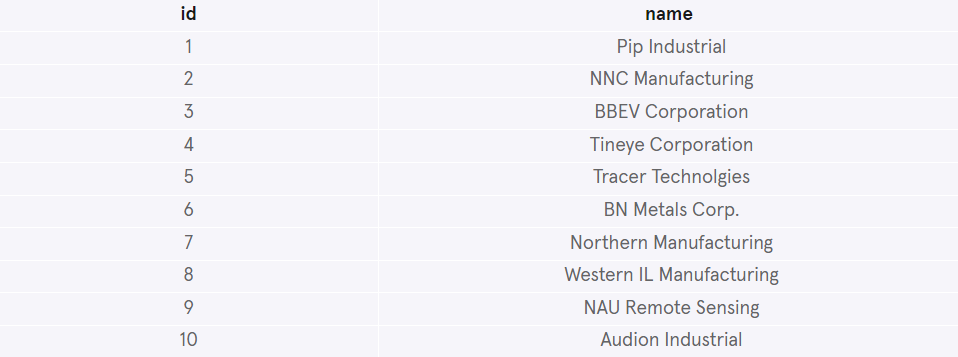 id name
1 Pip Industrial
2 NNC Manufacturing
3 BBEV Corporation
4 Tineye Corporation
5 Tracer Technolgies
6 BN Metals Corp.
7 Northern Manufacturing
8 Western IL Manufacturing
9 NAU Remote Sensing
10 Audion Industrial